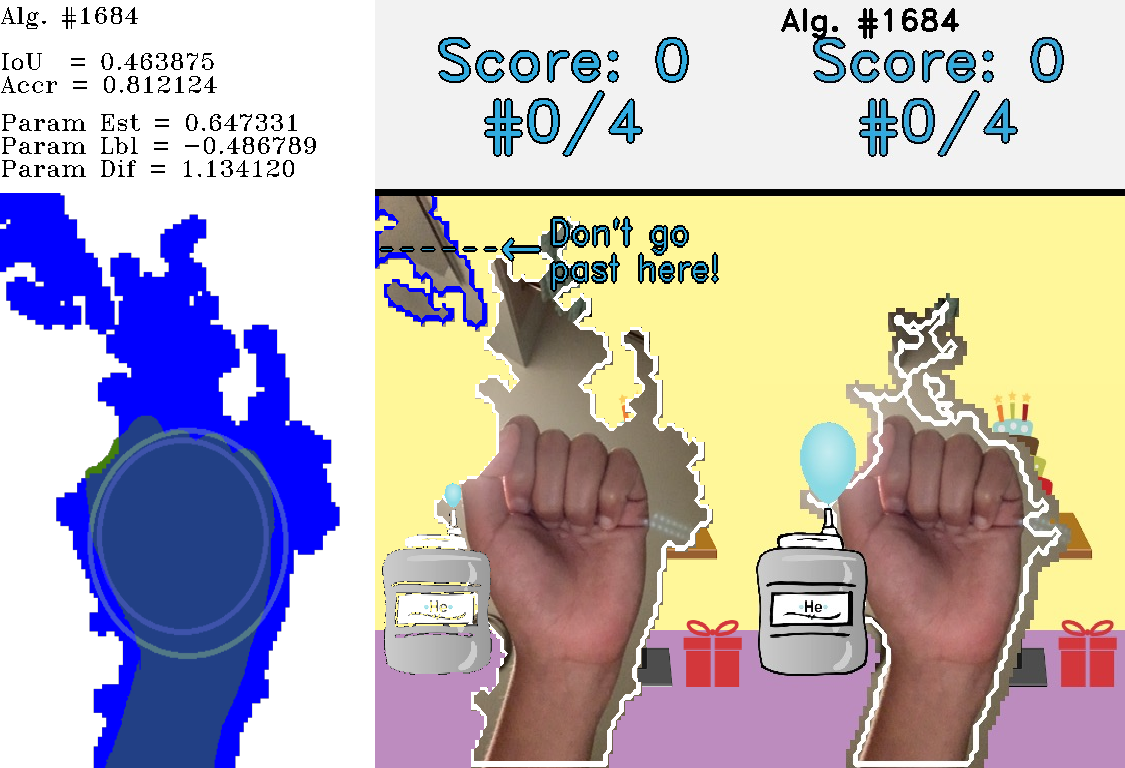 Alg. #1684
IoU = 0.463875
Accr = 0.812124
Param Est = 0.647331
Param Lbl = −0.486789
Param Dif = 1.134120
Score: 0
#0/4
Don't go
past here!
He
Alg. #1684
Score: 0
#0/4
He